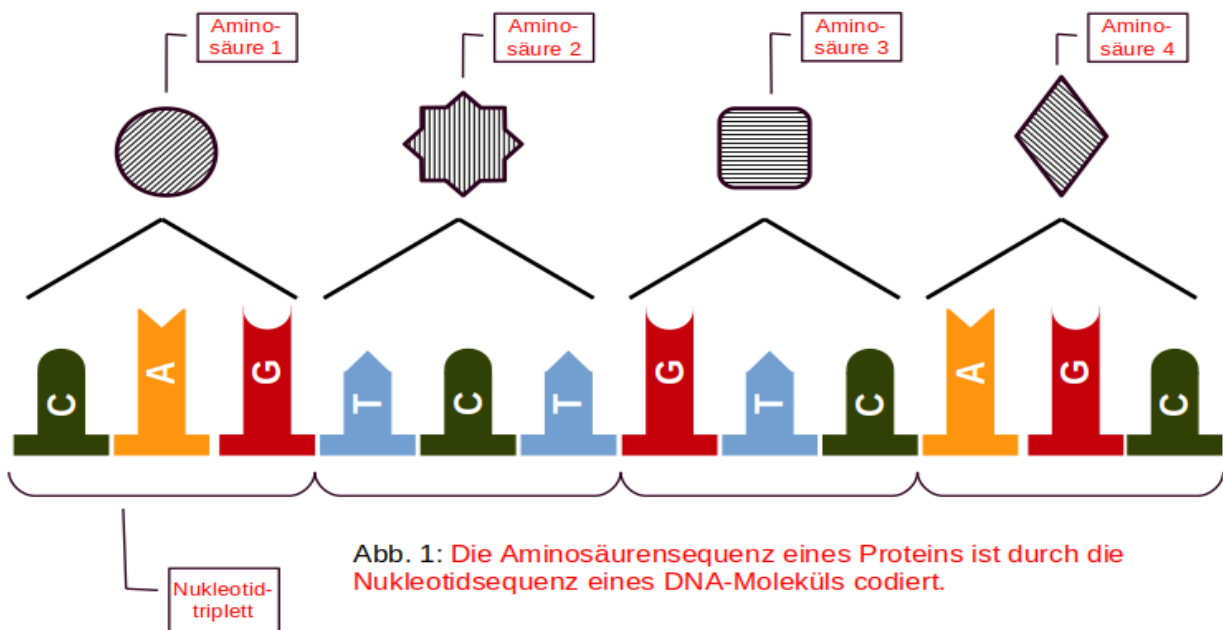 Amino-
säure 1
Amino-
säure 2
Amino-
säure 3
Amino-
säure 4
C A G T C T G T C A G C
Abb. 1: Die Aminosäurensequenz eines Proteins ist durch die
Nukleotidsequenz eines DNA-Moleküls codiert.
Nukleotid-
triplett